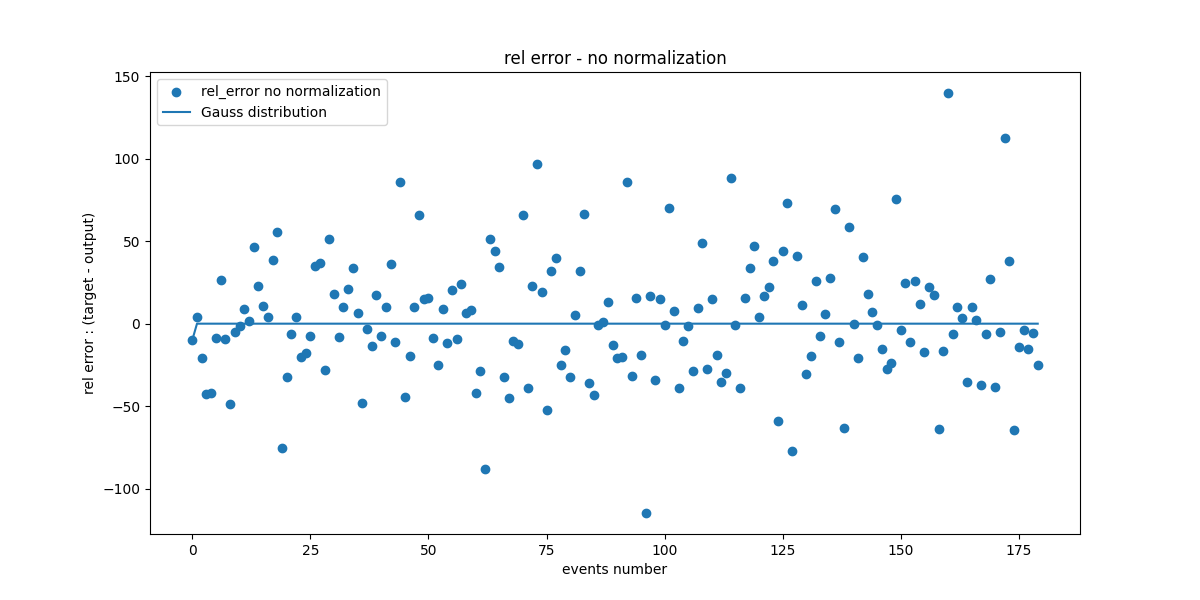 rel error - no normalization
rel_error no normalization
Gauss distribution
rel error : (target - output)
150
100
50
0
−50
−100
0
25
50
75
100
125
150
175
events number